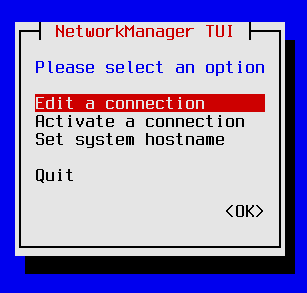 NetworkManager TUI
Please select an option
Edit a connection
Activate a connection
Set system hostname
Quit
<OK>